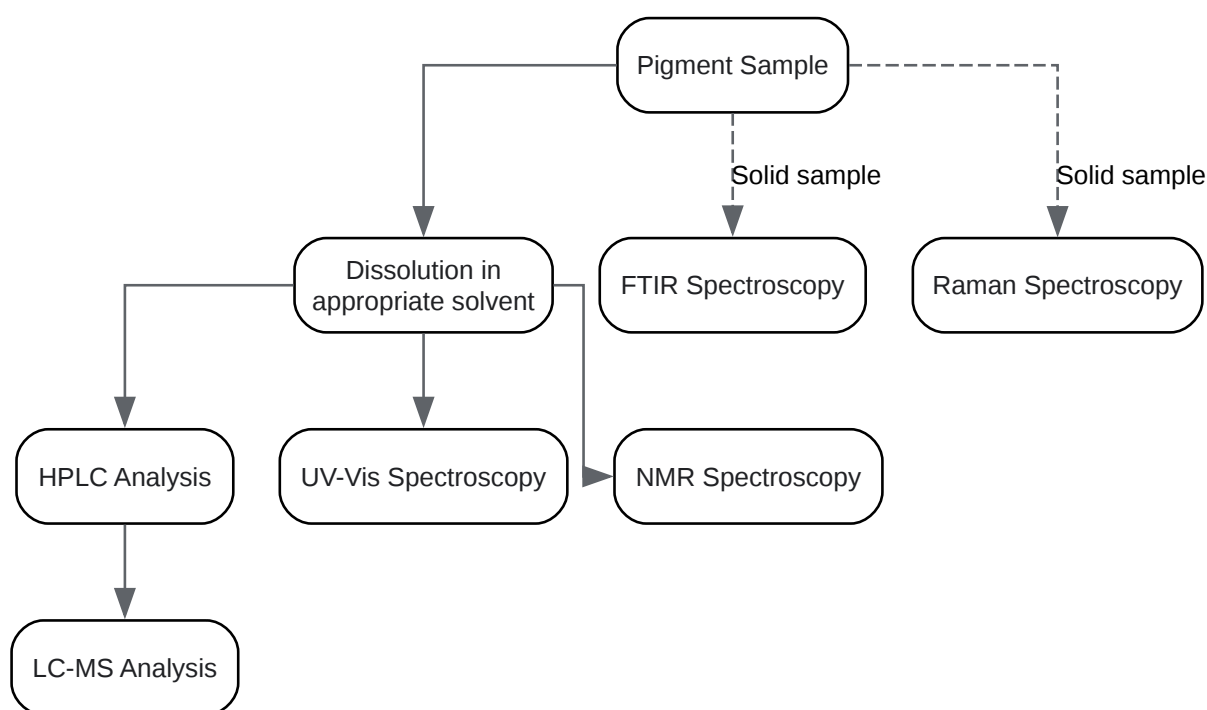 Pigment Sample
Solid sample
Solid sample
Dissolution in
appropriate solvent
FTIR Spectroscopy
Raman Spectroscopy
HPLC Analysis
UV-Vis Spectroscopy
NMR Spectroscopy
LC-MS Analysis